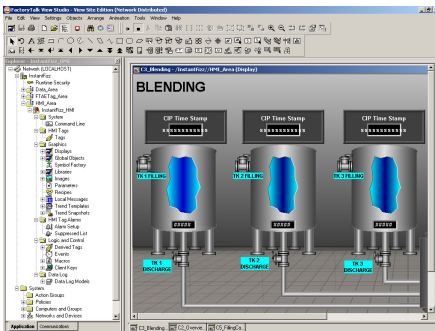 FactoryTalk View Studio - View Site Edition (Network Distributed)
File Edit View Settings Objects Arrange Animation Tools Window Help
Explorer - InstantFizz_HMI
Network (LOCALHOST)
InstantFizz
Runtime Security
Data_Area
FTAETag_Area
HMI_Area
InstantFizz_HMI
System
Command Line
HMI Tags
Tags
Graphics
Displays
Global Objects
Symbol Factory
Libraries
Images
Parameters
Recipes
Local Messages
Trend Templates
Trend Snapshots
HMI Tag Alarms
Alarm Setup
Suppressed List
Logic and Control
Derived Tags
Events
Macros
Client Keys
Data Log
Data Log Models
System
Action Groups
Policies
Computers and Groups
Networks and Devices
Application Communications
C3_Blending - /InstantFizz//HMI_Area (Display)
BLENDING
CIP Time Stamp
CIP Time Stamp
CIP Time Stamp
TK 1 FILLING
TK 2 FILLING
TK 3 FILLING
#####
#####
#####
TK 1
DISCHARGE
TK 2
DISCHARGE
TK 3
DISCHARGE
C3_Blending...
C2_Overvie...
C5_FillingCa...